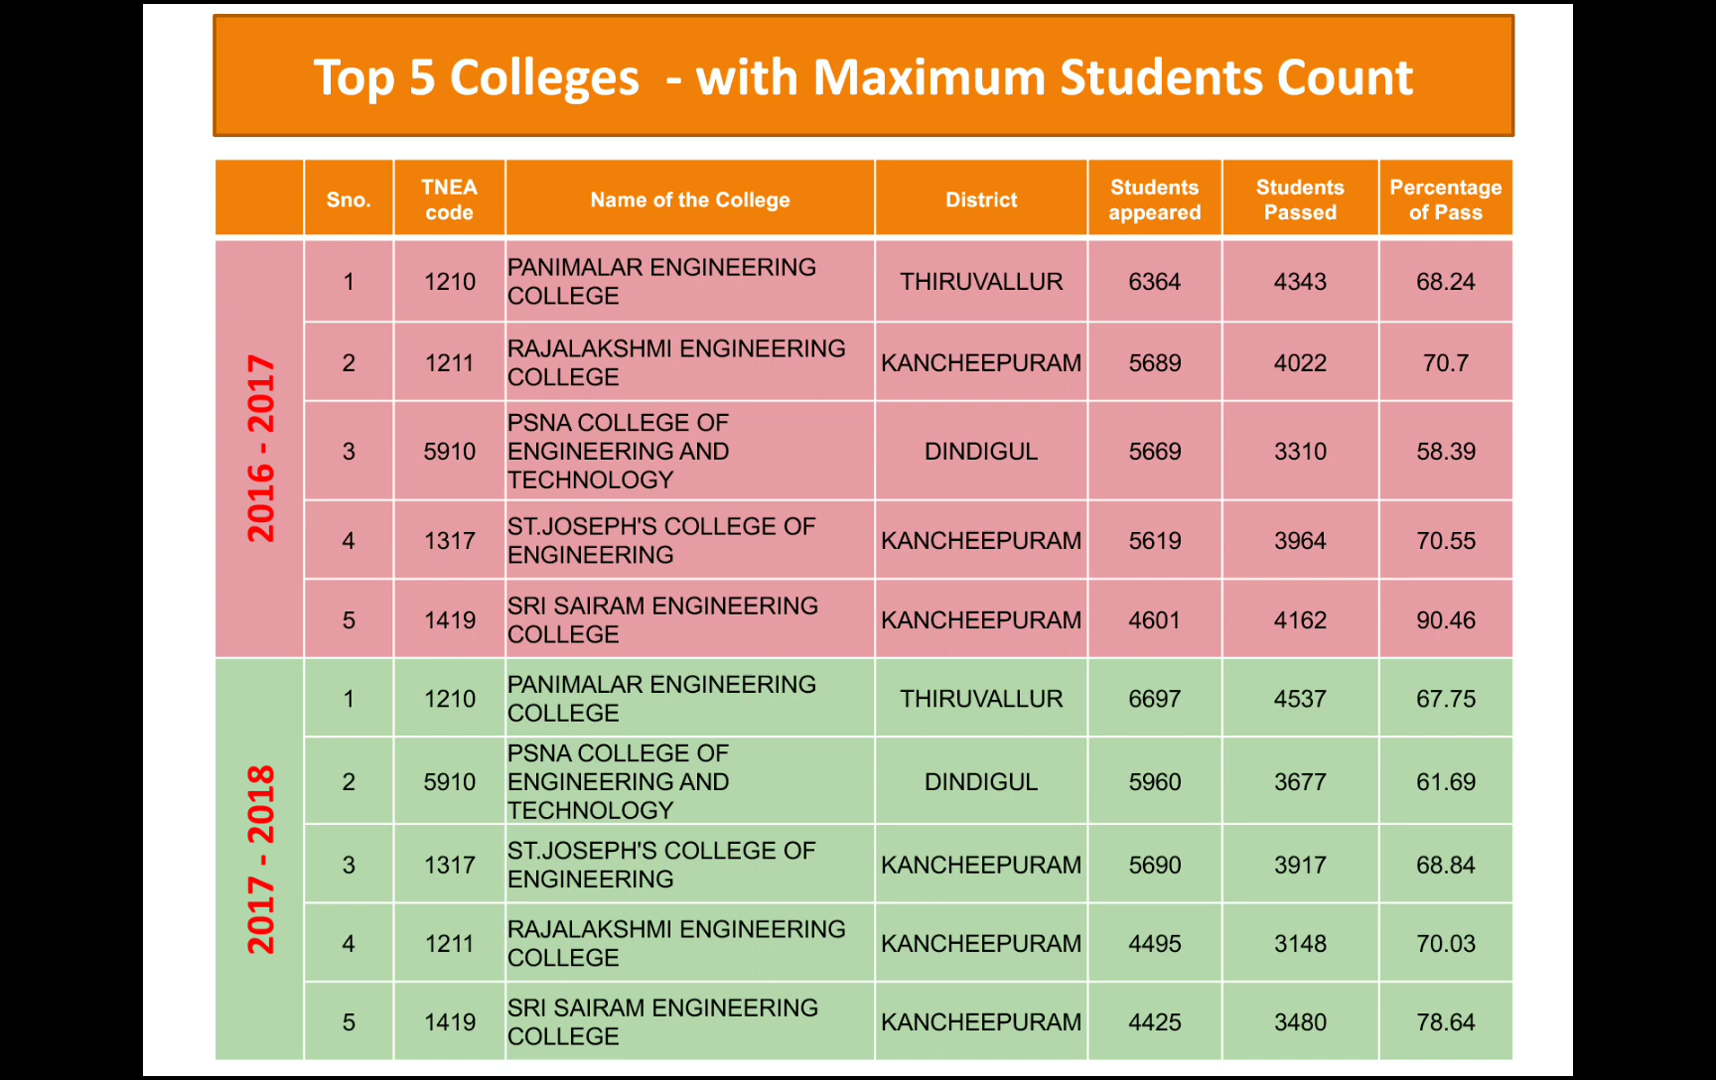 Top 5 Colleges - with Maximum Students Count
Sno. TNEA code Name of the College District Students appeared Students Passed Percentage of Pass
2016 - 2017
1 1210 PANIMALAR ENGINEERING COLLEGE THIRUVALLUR 6364 4343 68.24
2 1211 RAJALAKSHMI ENGINEERING COLLEGE KANCHEEPURAM 5689 4022 70.7
3 5910 PSNA COLLEGE OF ENGINEERING AND TECHNOLOGY DINDIGUL 5669 3310 58.39
4 1317 ST.JOSEPH'S COLLEGE OF ENGINEERING KANCHEEPURAM 5619 3964 70.55
5 1419 SRI SAIRAM ENGINEERING COLLEGE KANCHEEPURAM 4601 4162 90.46
2017 - 2018
1 1210 PANIMALAR ENGINEERING COLLEGE THIRUVALLUR 6697 4537 67.75
2 5910 PSNA COLLEGE OF ENGINEERING AND TECHNOLOGY DINDIGUL 5960 3677 61.69
3 1317 ST.JOSEPH'S COLLEGE OF ENGINEERING KANCHEEPURAM 5690 3917 68.84
4 1211 RAJALAKSHMI ENGINEERING COLLEGE KANCHEEPURAM 4495 3148 70.03
5 1419 SRI SAIRAM ENGINEERING COLLEGE KANCHEEPURAM 4425 3480 78.64